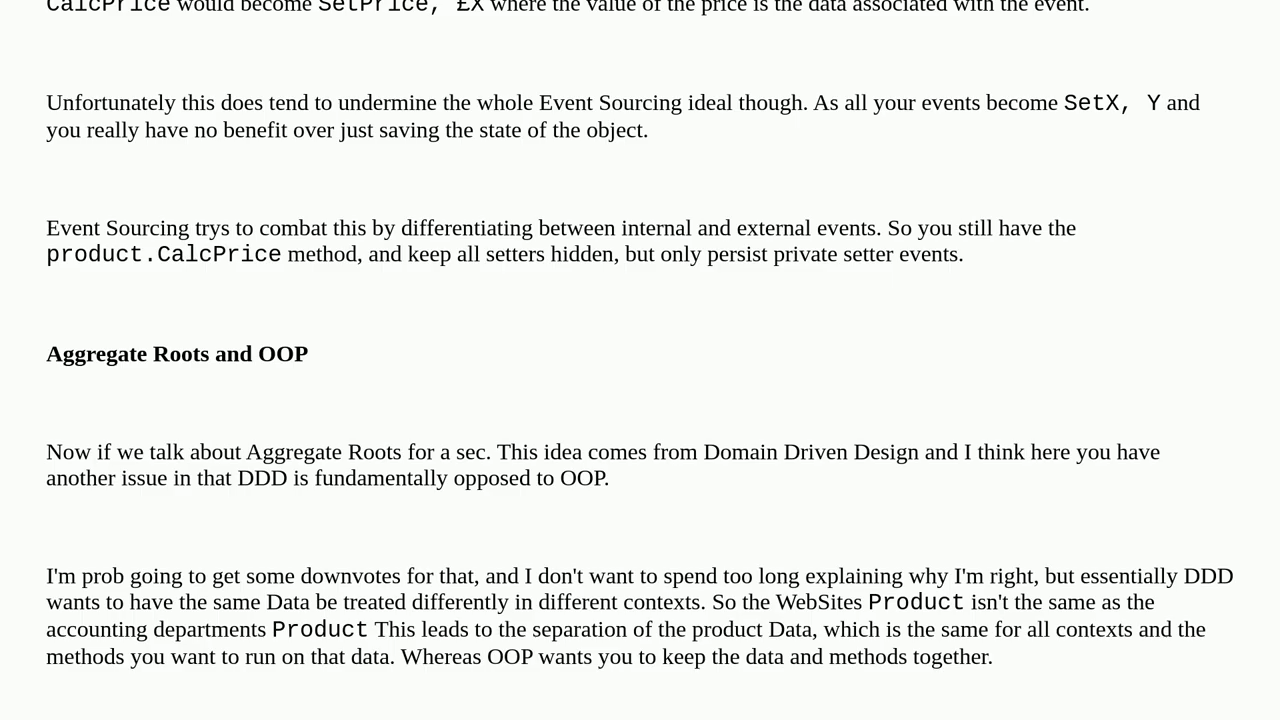 CalcPrice would become SetPrice, £X where the value of the price is the data associated with the event.
Unfortunately this does tend to undermine the whole Event Sourcing ideal though. As all your events become SetX, Y and
you really have no benefit over just saving the state of the object.
Event Sourcing trys to combat this by differentiating between internal and external events. So you still have the
product.CalcPrice method, and keep all setters hidden, but only persist private setter events.
Aggregate Roots and OOP
Now if we talk about Aggregate Roots for a sec. This idea comes from Domain Driven Design and I think here you have
another issue in that DDD is fundamentally opposed to OOP.
I'm prob going to get some downvotes for that, and I don't want to spend too long explaining why I'm right, but essentially DDD
wants to have the same Data be treated differently in different contexts. So the WebSites Product isn't the same as the
accounting departments Product This leads to the separation of the product Data, which is the same for all contexts and the
methods you want to run on that data. Whereas OOP wants you to keep the data and methods together.